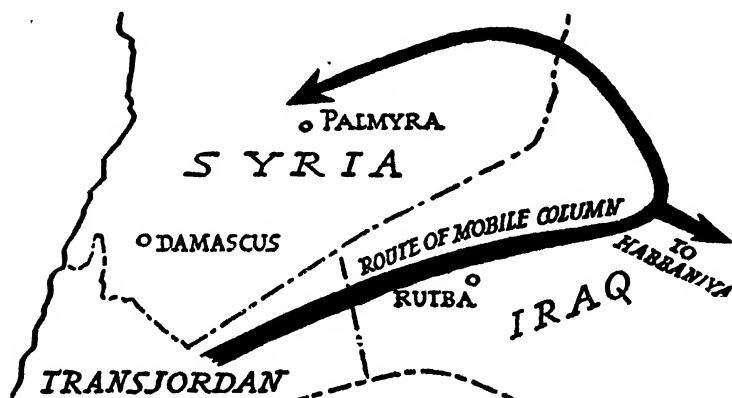 PALMYRA
SYRIA
DAMASCUS
ROUTE OF MOBILE COLUMN
TO
HABBANIYA
RUTBA
IRAQ
TRANSJORDAN